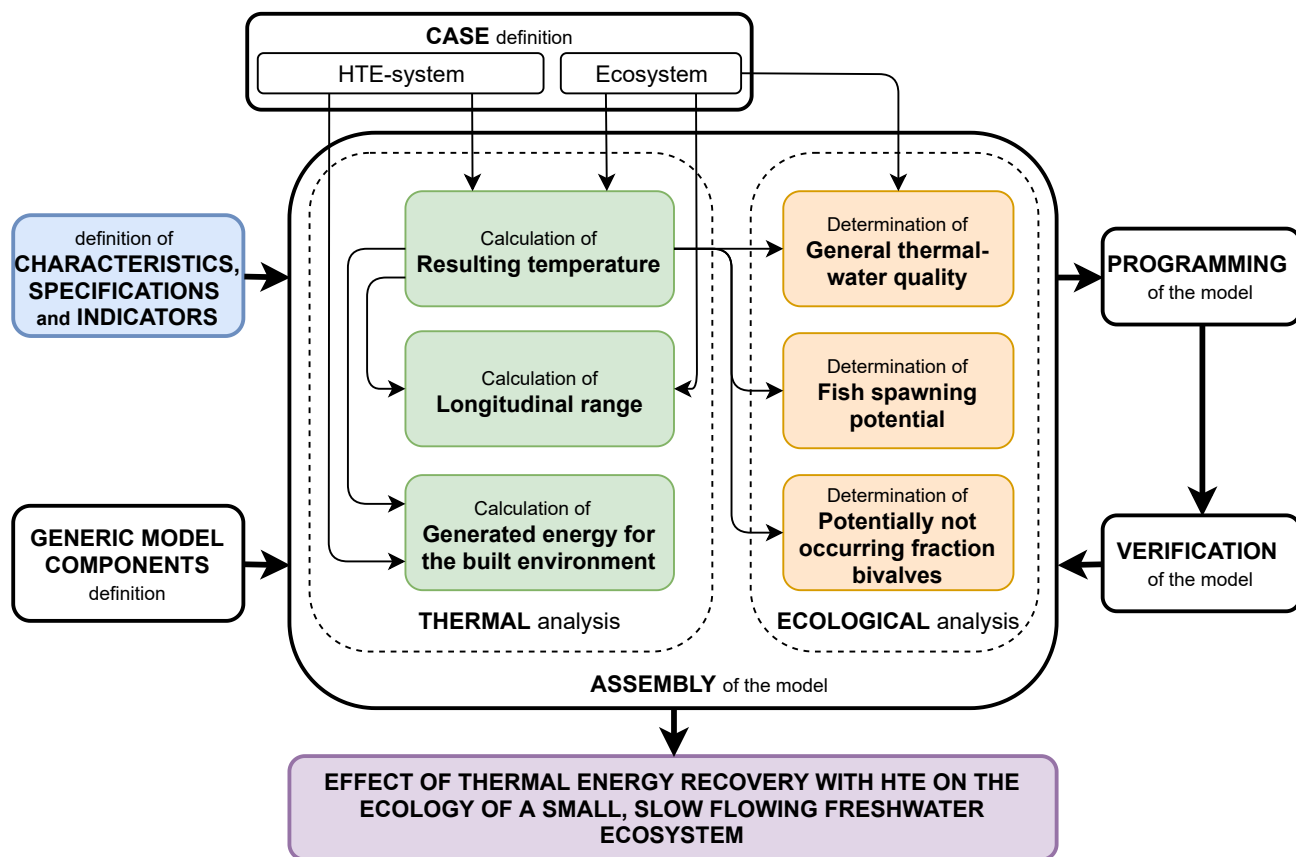 CASE definition
HTE-system
Ecosystem
definition of
CHARACTERISTICS,
SPECIFICATIONS
and INDICATORS
GENERIC MODEL
COMPONENTS
definition
Calculation of
Resulting temperature
Calculation of
Longitudinal range
Calculation of
Generated energy for
the built environment
THERMAL analysis
Determination of
General thermal-
water quality
Determination of
Fish spawning
potential
Determination of
Potentially not
occurring fraction
bivalves
ECOLOGICAL analysis
ASSEMBLY of the model
PROGRAMMING
of the model
VERIFICATION
of the model
EFFECT OF THERMAL ENERGY RECOVERY WITH HTE ON THE
ECOLOGY OF A SMALL, SLOW FLOWING FRESHWATER
ECOSYSTEM